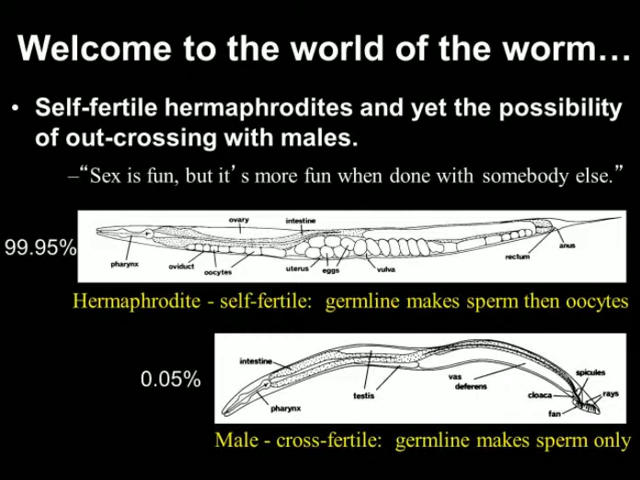 Welcome to the world of the worm…
• Self-fertile hermaphrodites and yet the possibility
of out-crossing with males.
–“Sex is fun, but it’s more fun when done with somebody else.”
99.95%
ovary
intestine
pharynx
oviduct
oocytes
uterus
eggs
vulva
rectum
anus
Hermaphrodite - self-fertile: germline makes sperm then oocytes
0.05%
intestine
pharynx
testis
vas
deferens
spicules
cloaca
rays
fan
Male - cross-fertile: germline makes sperm only